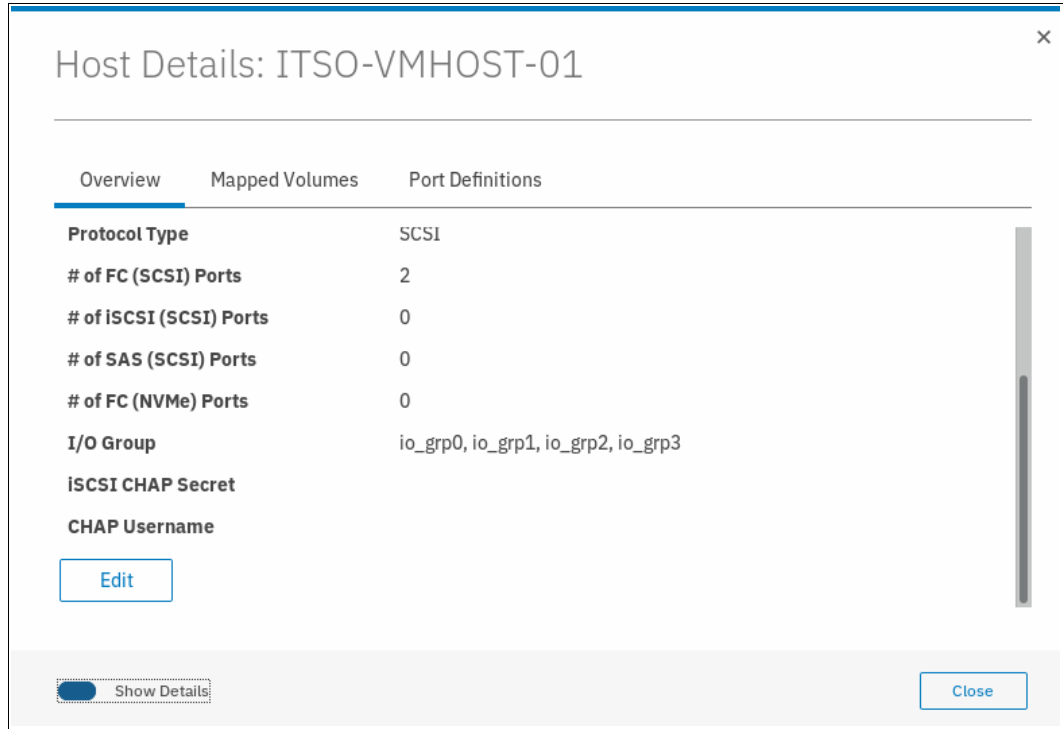 Host Details: ITSO-VMHOST-01
Overview Mapped Volumes Port Definitions
Protocol Type SCSI
# of FC (SCSI) Ports 2
# of iSCSI (SCSI) Ports 0
# of SAS (SCSI) Ports 0
# of FC (NVMe) Ports 0
I/O Group io_grp0, io_grp1, io_grp2, io_grp3
iSCSI CHAP Secret
CHAP Username
Edit
Show Details Close